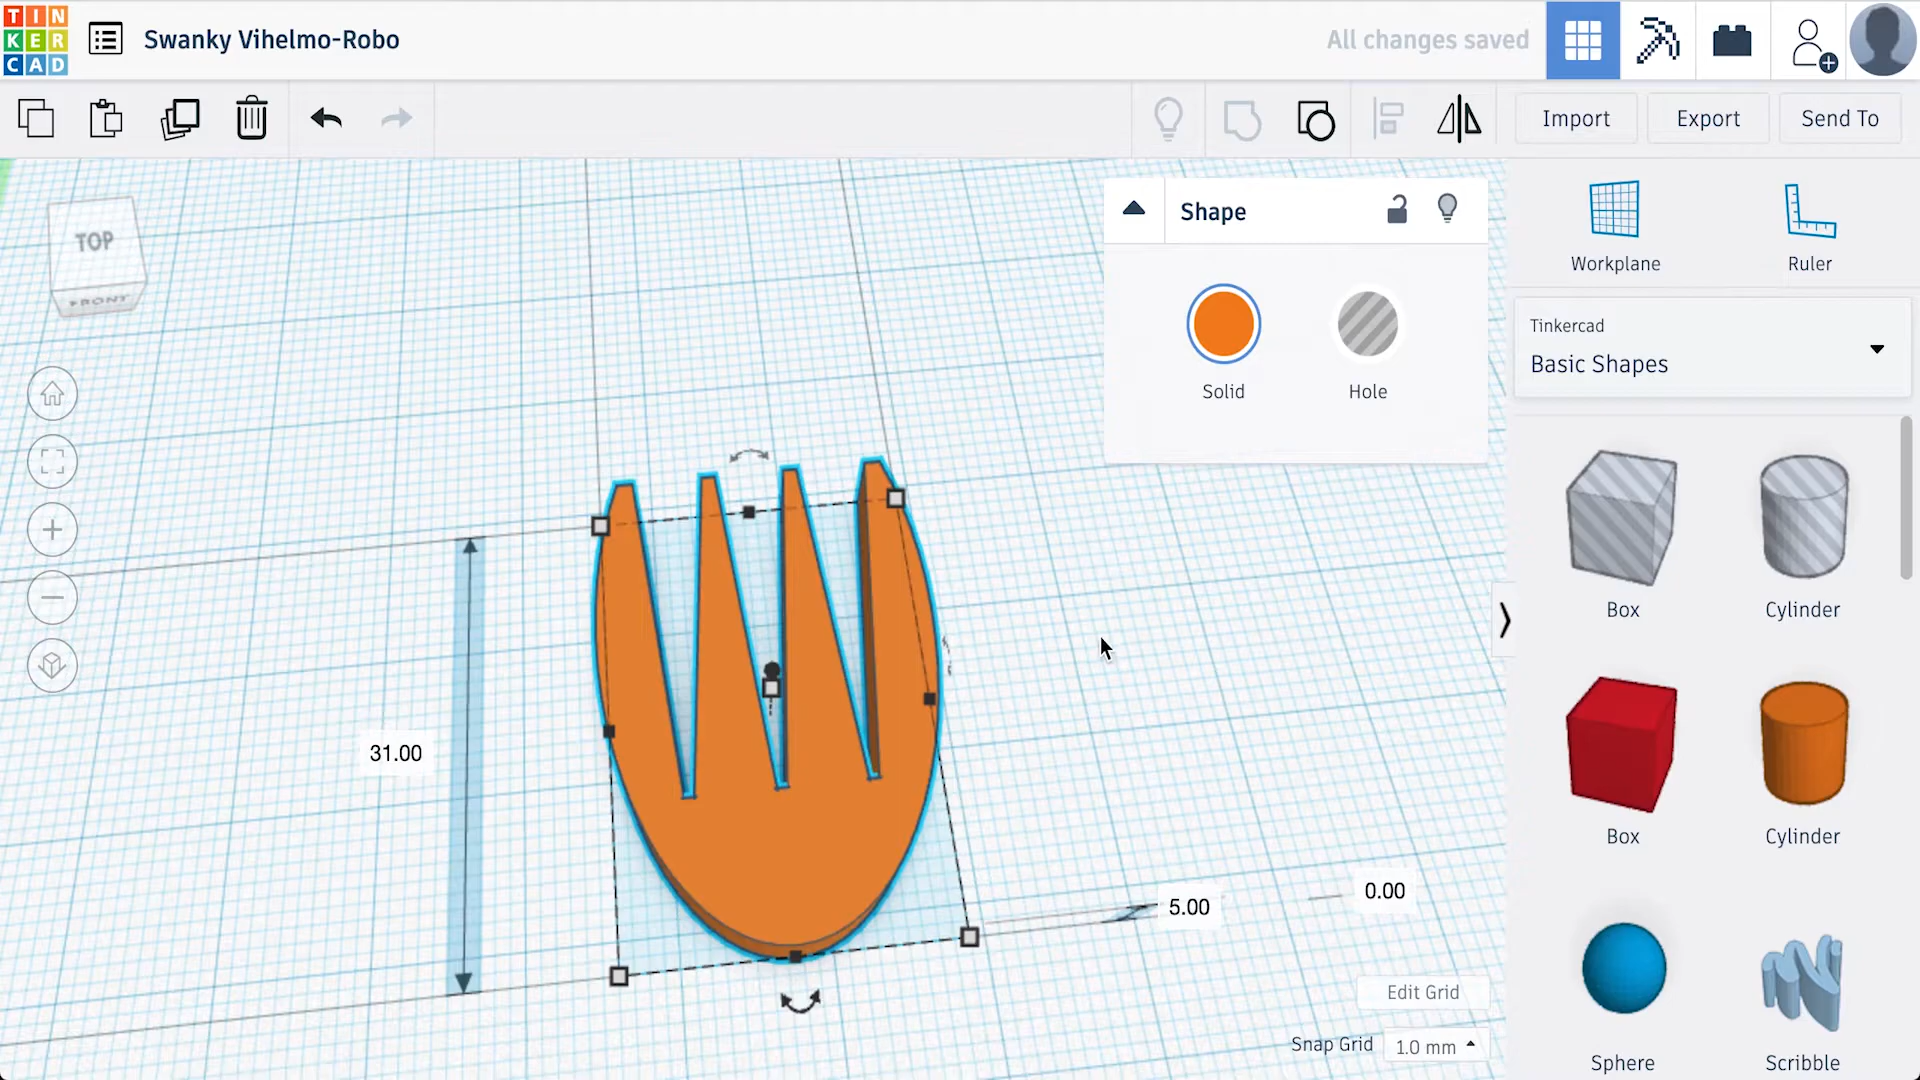 TIN
KER
CAD
Swanky Vihelmo-Robo
All changes saved
Import
Export
Send To
TOP
FRONT
Shape
Solid
Hole
Workplane
Ruler
Tinkercad
Basic Shapes
Box
Cylinder
Box
Cylinder
Sphere
Scribble
31.00
5.00
0.00
Edit Grid
Snap Grid
1.0 mm